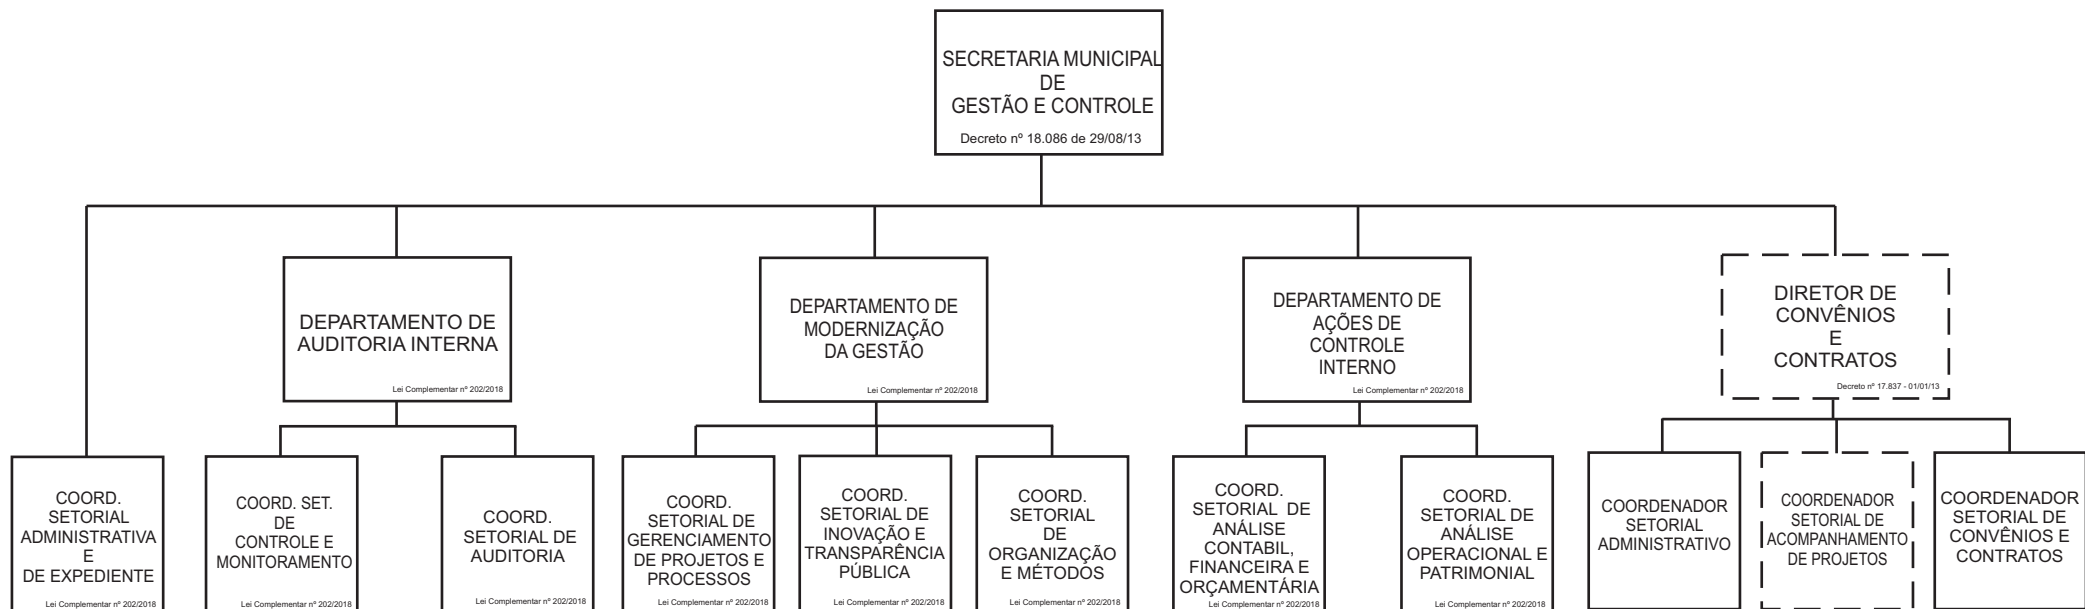 SECRETARIA MUNICIPAL
DE
GESTÃO E CONTROLE
Decreto nº 18.086 de 29/08/13
DEPARTAMENTO DE
AUDITORIA INTERNA
Lei Complementar nº 202/2018
DEPARTAMENTO DE
MODERNIZAÇÃO
DA GESTÃO
Lei Complementar nº 202/2018
DEPARTAMENTO DE
AÇÕES DE
CONTROLE
INTERNO
Lei Complementar nº 202/2018
DIRETOR DE
CONVÊNIOS
E
CONTRATOS
Decreto nº 17.837 - 01/01/13
COORD.
SETORIAL
ADMINISTRATIVA
E
DE EXPEDIENTE
Lei Complementar nº 202/2018
COORD. SET.
DE
CONTROLE E
MONITORAMENTO
Lei Complementar nº 202/2018
COORD.
SETORIAL DE
AUDITORIA
Lei Complementar nº 202/2018
COORD.
SETORIAL DE
GERENCIAMENTO
DE PROJETOS E
PROCESSOS
Lei Complementar nº 202/2018
COORD.
SETORIAL DE
INOVAÇÃO E
TRANSPARÊNCIA
PÚBLICA
Lei Complementar nº 202/2018
COORD.
SETORIAL
DE
ORGANIZAÇÃO
E MÉTODOS
Lei Complementar nº 202/2018
COORD.
SETORIAL DE
ANÁLISE
CONTABIL,
FINANCEIRA E
ORÇAMENTÁRIA
Lei Complementar nº 202/2018
COORD.
SETORIAL DE
ANÁLISE
OPERACIONAL E
PATRIMONIAL
Lei Complementar nº 202/2018
COORDENADOR
SETORIAL
ADMINISTRATIVO
COORDENADOR
SETORIAL DE
ACOMPANHAMENTO
DE PROJETOS
COORDENADOR
SETORIAL DE
CONVÊNIOS E
CONTRATOS